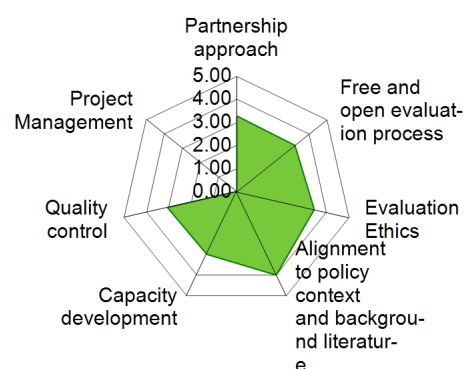 Partnership
approach
5.00
4.00
3.00
2.00
1.00
0.00
Free and
open evaluat-
ion process
Evaluation
Ethics
Alignment
to policy
context
and backgrou-
nd literatur-
e
Capacity
development
Quality
control
Project
Management